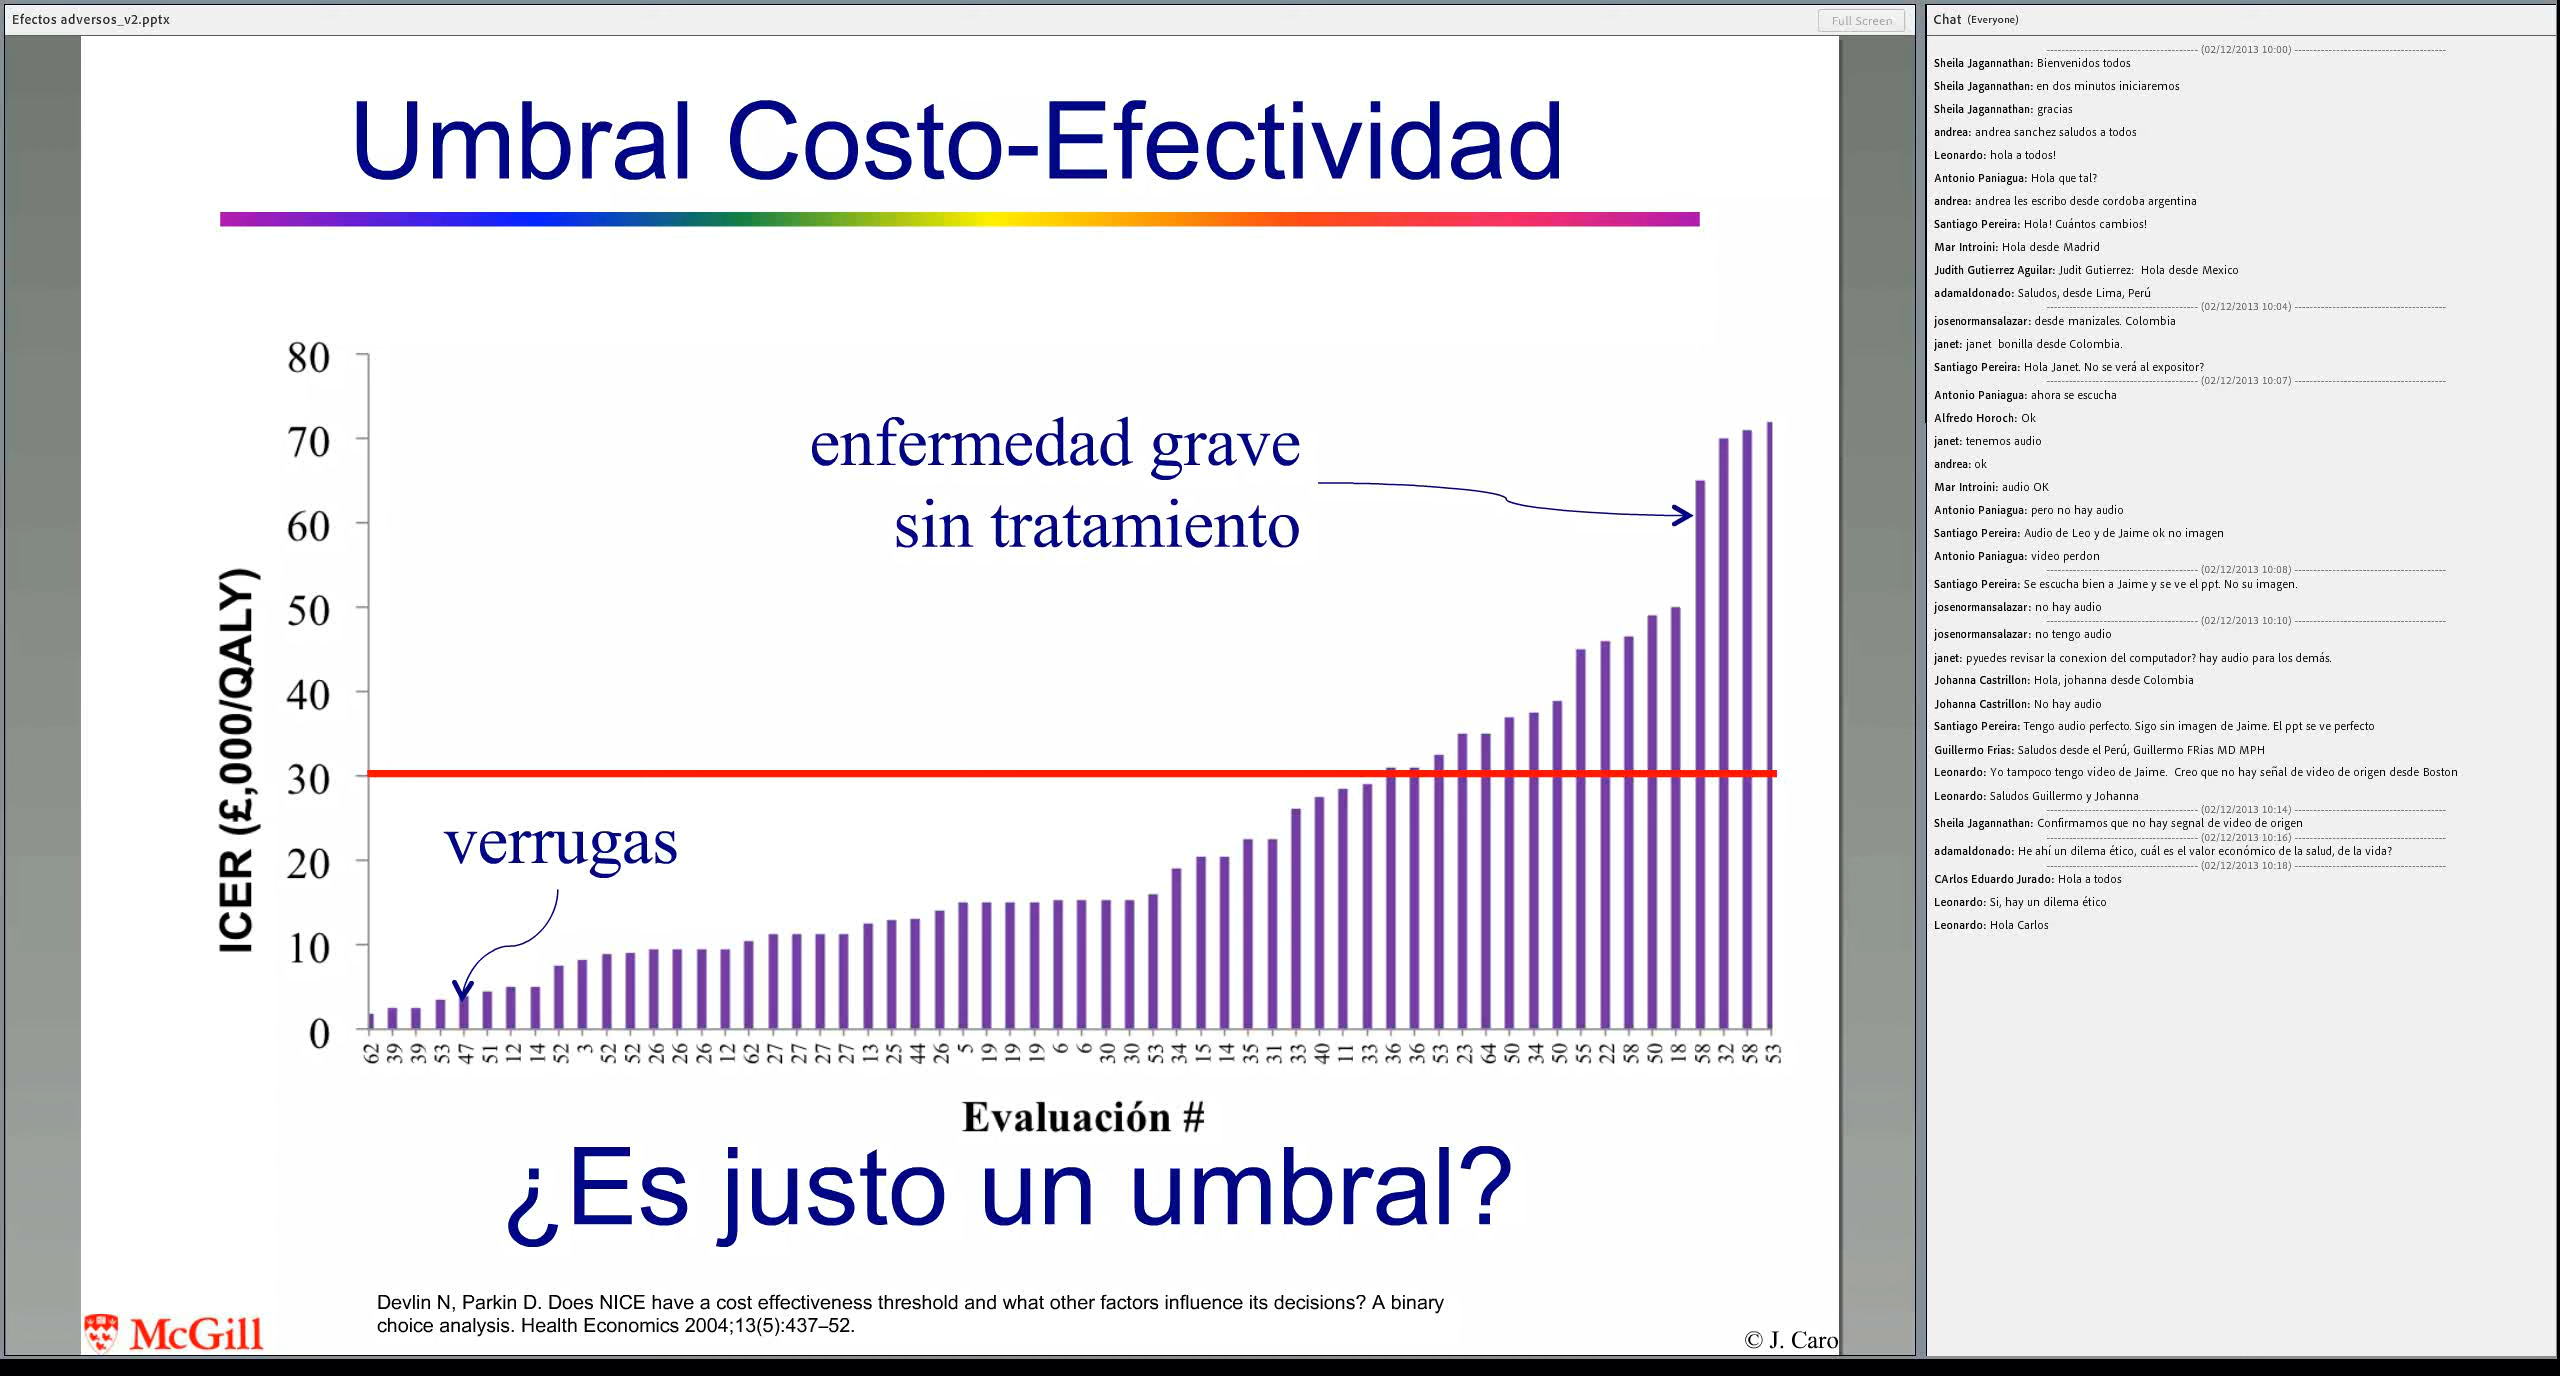 Efectos adversos_v2.pptx
Full Screen
Umbral Costo-Efectividad
80
70
60
50
40
30
20
10
0
ICER (£,000/QALY)
enfermedad grave
sin tratamiento
verrugas
62 39 39 53 47 51 12 14 52 3 52 52 26 26 26 12 62 27 27 27 27 13 25 44 26 5 19 19 19 6 6 30 30 53 34 15 14 35 31 33 40 11 33 36 36 53 23 64 50 34 50 55 22 58 50 18 58 32 58 53
Evaluación #
¿Es justo un umbral?
Devlin N, Parkin D. Does NICE have a cost effectiveness threshold and what other factors influence its decisions? A binary
choice analysis. Health Economics 2004;13(5):437–52.
McGill
© J. Caro
Chat (Everyone)
(02/12/2013 10:00)
Sheila Jagannathan: Bienvenidos todos
Sheila Jagannathan: en dos minutos iniciaremos
Sheila Jagannathan: gracias
andrea: andrea sanchez saludos a todos
Leonardo: hola a todos!
Antonio Paniagua: Hola que tal?
andrea: andrea les escribo desde cordoba argentina
Santiago Pereira: Hola! Cuántos cambios!
Mar Introini: Hola desde Madrid
Judith Gutierrez Aguilar: Judit Gutierrez: Hola desde Mexico
adamaldonado: Saludos, desde Lima, Perú
(02/12/2013 10:04)
josenormansalazar: desde manizales. Colombia
janet: janet bonilla desde Colombia.
Santiago Pereira: Hola Janet. No se verá al expositor?
(02/12/2013 10:07)
Antonio Paniagua: ahora se escucha
Alfredo Horoch: Ok
janet: tenemos audio
andrea: ok
Mar Introini: audio OK
Antonio Paniagua: pero no hay audio
Santiago Pereira: Audio de Leo y de Jaime ok no imagen
Antonio Paniagua: video perdon
(02/12/2013 10:08)
Santiago Pereira: Se escucha bien a Jaime y se ve el ppt. No su imagen.
josenormansalazar: no hay audio
(02/12/2013 10:10)
josenormansalazar: no tengo audio
janet: pyuedes revisar la conexion del computador? hay audio para los demás.
Johanna Castrillon: Hola, johanna desde Colombia
Johanna Castrillon: No hay audio
Santiago Pereira: Tengo audio perfecto. Sigo sin imagen de Jaime. El ppt se ve perfecto
Guillermo Frias: Saludos desde el Perú, Guillermo FRias MD MPH
Leonardo: Yo tampoco tengo video de Jaime. Creo que no hay señal de video de origen desde Boston
Leonardo: Saludos Guillermo y Johanna
(02/12/2013 10:14)
Sheila Jagannathan: Confirmamos que no hay segnal de video de origen
(02/12/2013 10:16)
adamaldonado: He ahí un dilema ético, cuál es el valor económico de la salud, de la vida?
(02/12/2013 10:18)
CArlos Eduardo Jurado: Hola a todos
Leonardo: Si, hay un dilema ético
Leonardo: Hola Carlos